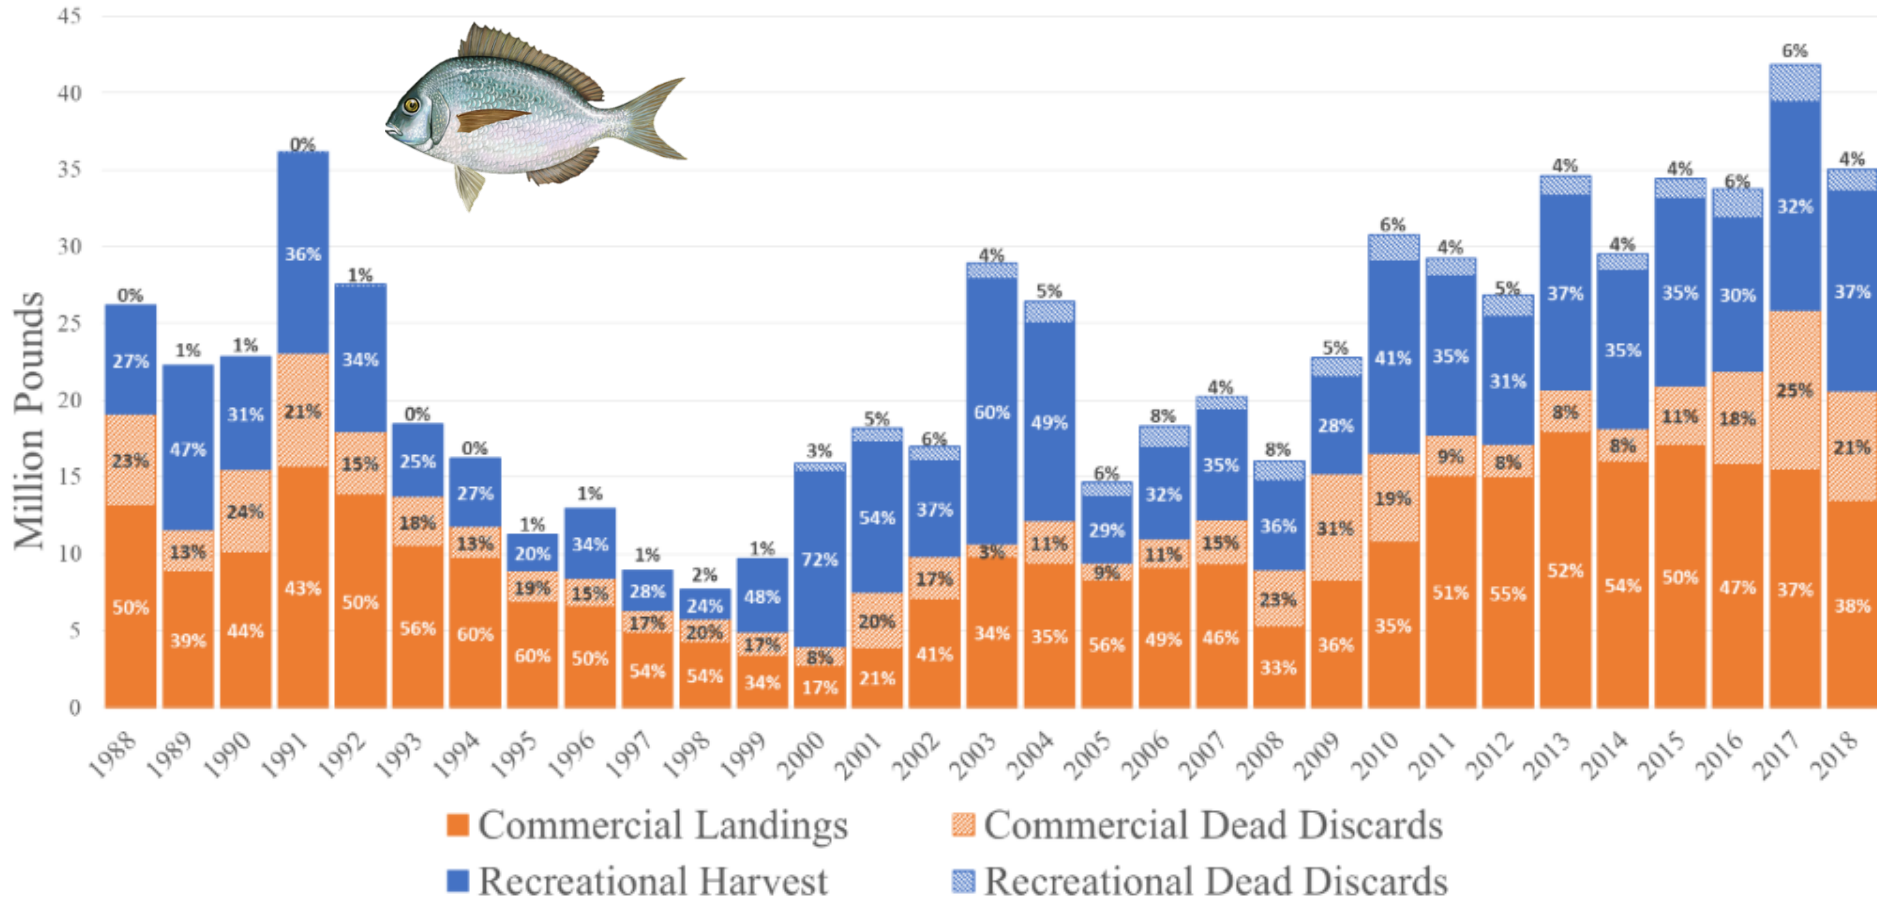 Million Pounds
45
40
35
30
25
20
15
10
5
0
0% 27% 23% 50%
1% 47% 13% 39%
1% 31% 24% 44%
0% 36% 21% 43%
1% 34% 15% 50%
0% 25% 18% 56%
0% 27% 13% 60%
1% 20% 19% 60%
1% 34% 15% 50%
1% 28% 17% 54%
2% 24% 20% 54%
1% 48% 17% 34%
3% 72% 8% 17%
5% 54% 20% 21%
6% 37% 17% 41%
4% 60% 3% 34%
5% 49% 11% 35%
6% 29% 9% 56%
8% 32% 11% 49%
4% 35% 15% 46%
8% 36% 23% 33%
5% 28% 31% 36%
6% 41% 19% 35%
4% 35% 9% 51%
5% 31% 8% 55%
4% 37% 8% 52%
4% 35% 8% 54%
4% 35% 11% 50%
6% 30% 18% 47%
6% 32% 25% 37%
4% 37% 21% 38%
1988 1989 1990 1991 1992 1993 1994 1995 1996 1997 1998 1999 2000 2001 2002 2003 2004 2005 2006 2007 2008 2009 2010 2011 2012 2013 2014 2015 2016 2017 2018
Commercial Landings Commercial Dead Discards
Recreational Harvest Recreational Dead Discards